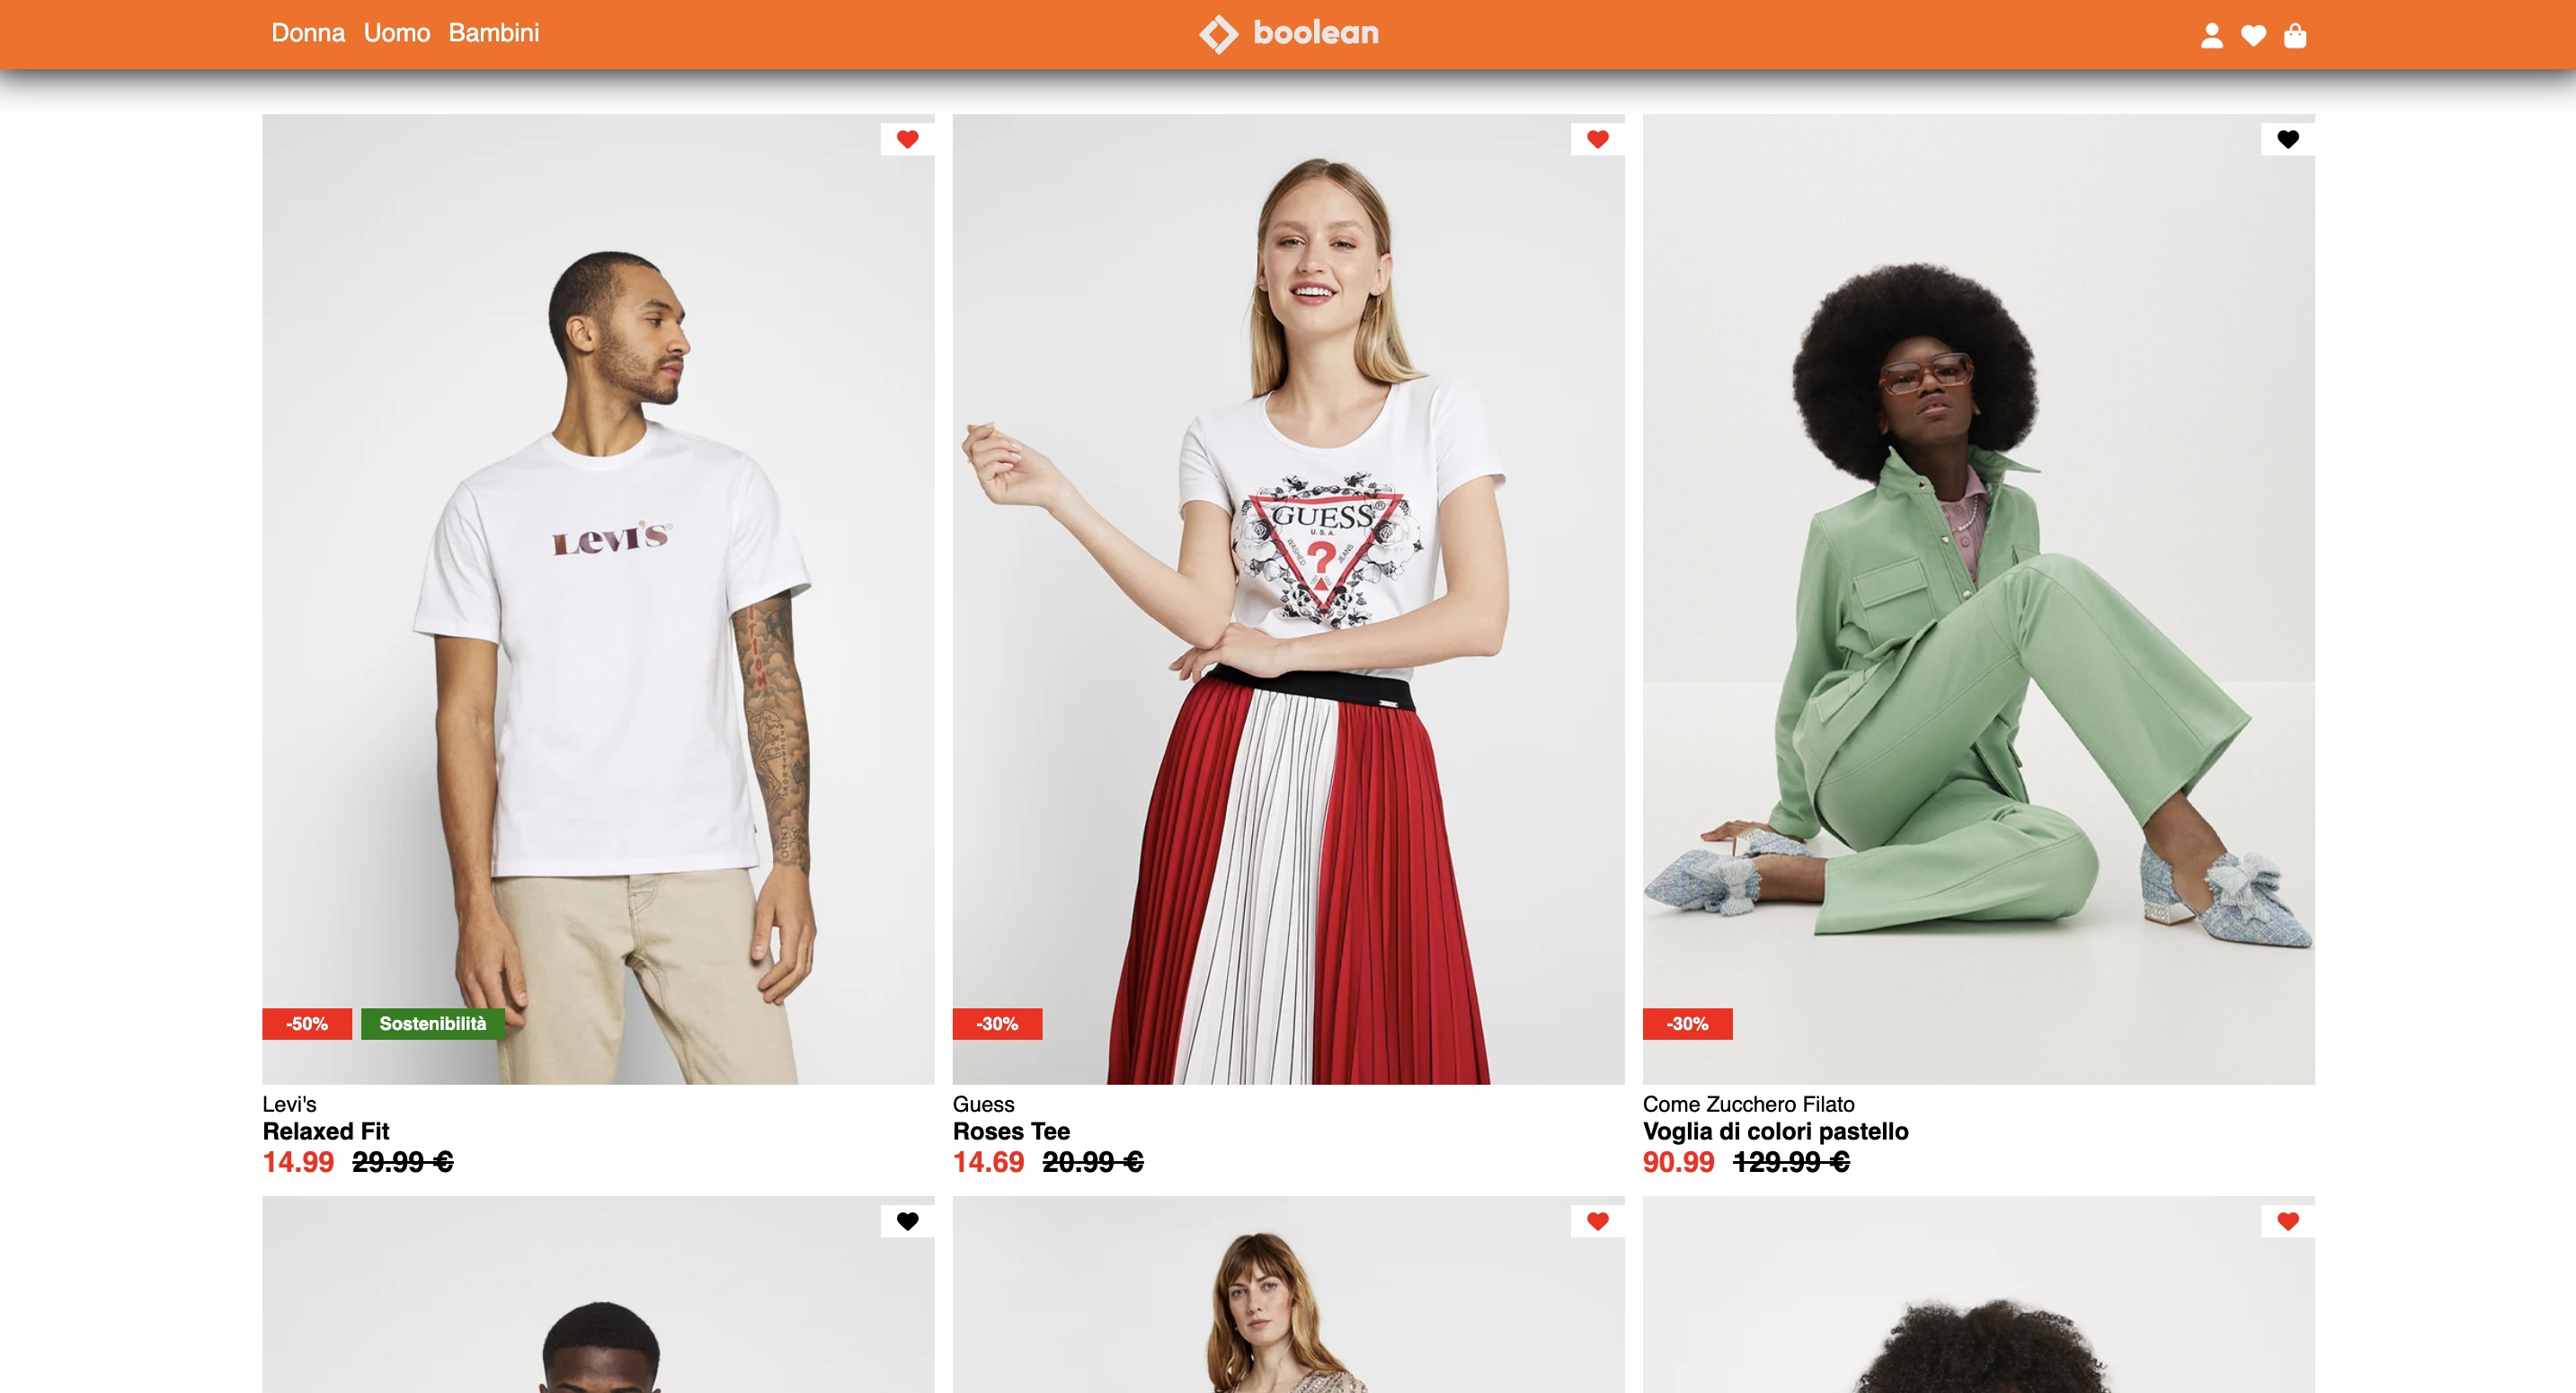 Donna Uomo Bambini
boolean
Levi's®
GUESS®
U.S.A.
WASHED JEANS
?
-50% Sostenibilità
-30%
-30%
Levi's
Relaxed Fit
14.99 29.99 €
Guess
Roses Tee
14.69 20.99 €
Come Zucchero Filato
Voglia di colori pastello
90.99 129.99 €